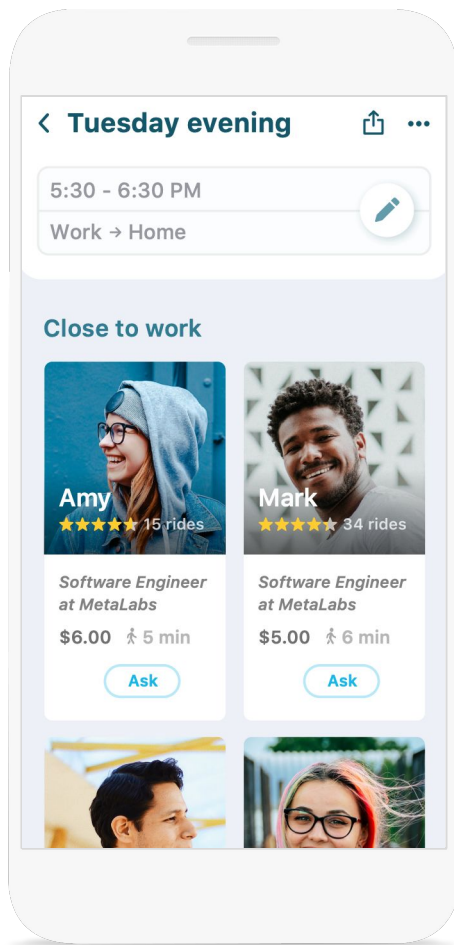 Tuesday evening
5:30 - 6:30 PM
Work → Home
Close to work
Amy
15 rides
Mark
34 rides
Software Engineer
at MetaLabs
$6.00 5 min
Ask
Software Engineer
at MetaLabs
$5.00 6 min
Ask